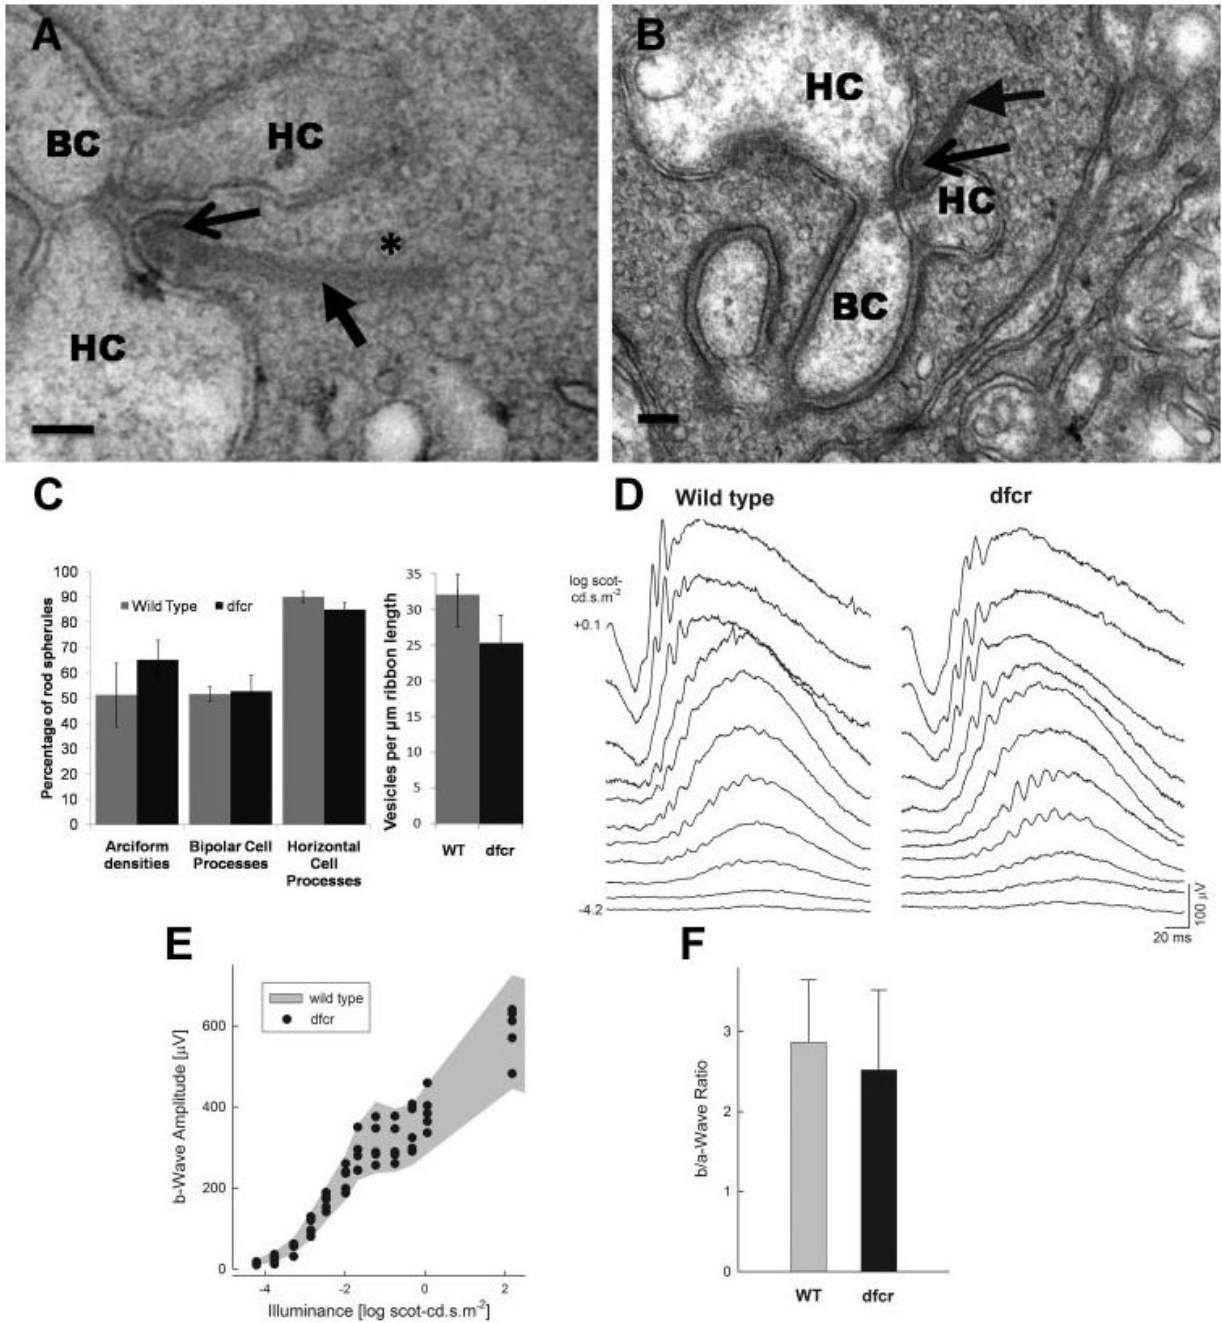 A
BC
HC
*
HC
B
HC
HC
BC
C
Percentage of rod spherules
100
90
80
70
60
50
40
30
20
10
0
Wild Type
dfcr
Arciform
densities
Bipolar Cell
Processes
Horizontal
Cell
Processes
Vesicles per µm ribbon length
35
30
25
20
15
10
5
0
WT
dfcr
D
Wild type
dfcr
log scot-
cd.s.m-2
+0.1
-4.2
100 µV
20 ms
E
b-Wave Amplitude [µV]
600
400
200
0
wild type
dfcr
-4
-2
0
2
Illuminance [log scot-cd.s.m-2]
F
b/a-Wave Ratio
3
2
1
0
WT
dfcr